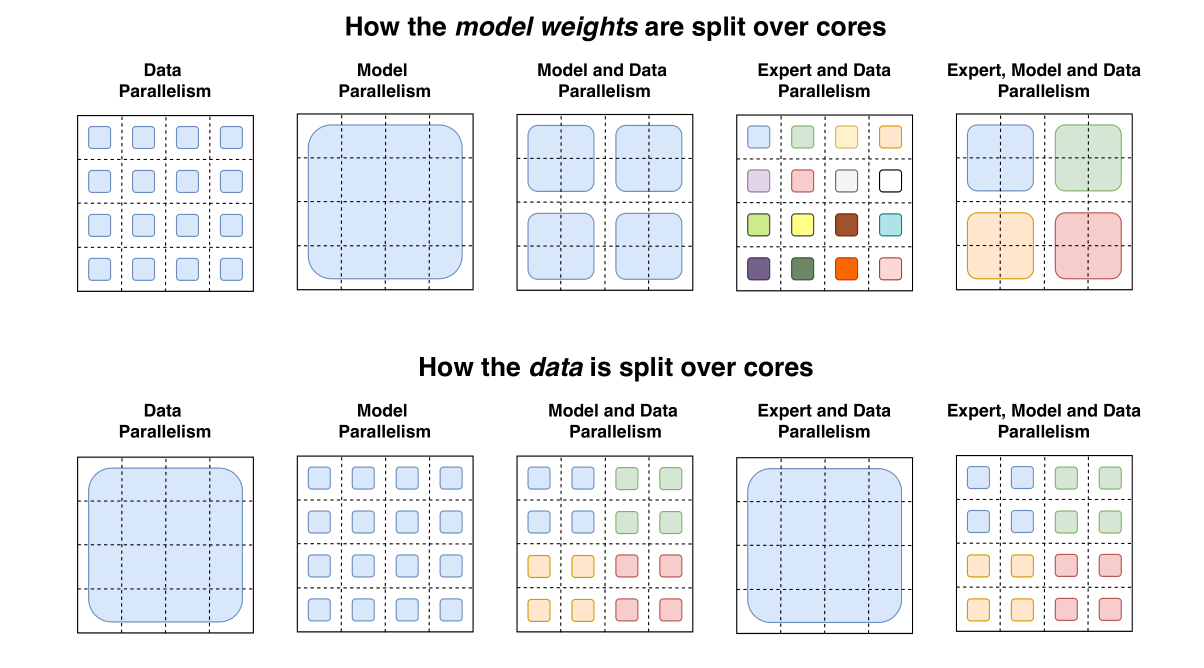 How the model weights are split over cores
Data
Parallelism
Model
Parallelism
Model and Data
Parallelism
Expert and Data
Parallelism
Expert, Model and Data
Parallelism
How the data is split over cores
Data
Parallelism
Model
Parallelism
Model and Data
Parallelism
Expert and Data
Parallelism
Expert, Model and Data
Parallelism